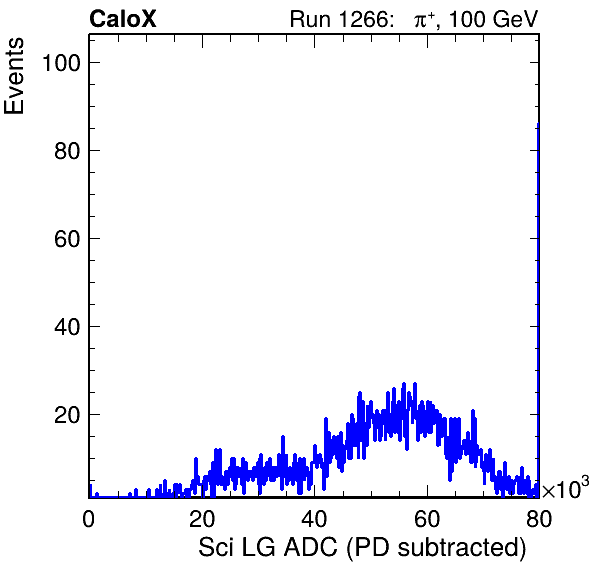 CaloX Run 1266: π⁺, 100 GeV
Events
100
80
60
40
20
0 20 40 60 80
×10³
Sci LG ADC (PD subtracted)